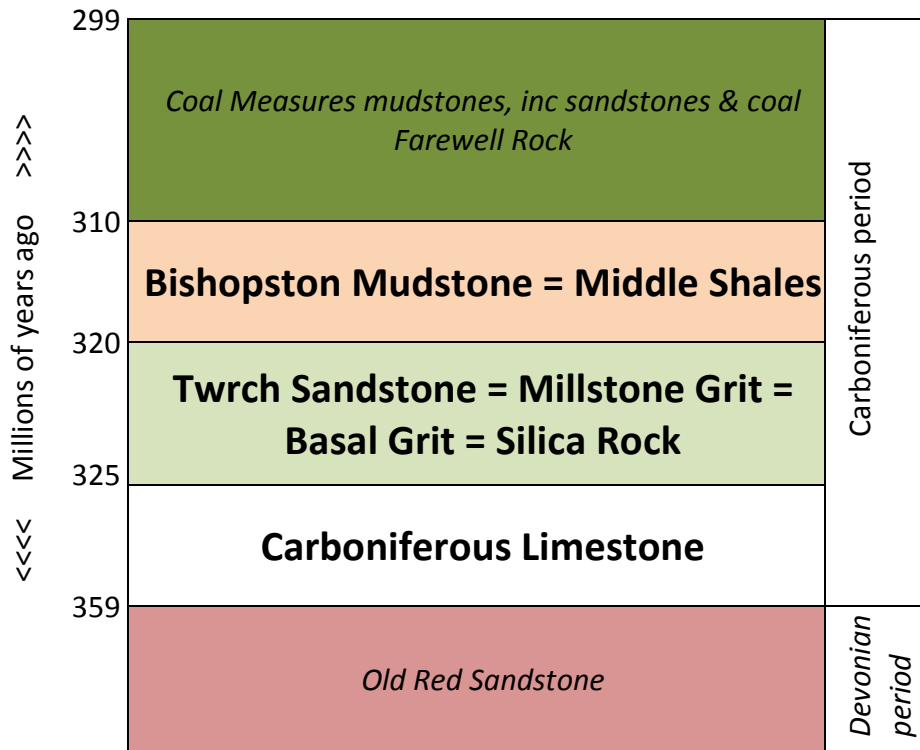 299
Coal Measures mudstones, inc sandstones & coal
Farewell Rock
310
Bishopston Mudstone = Middle Shales
320
Twrch Sandstone = Millstone Grit =
Basal Grit = Silica Rock
325
Carboniferous Limestone
359
Old Red Sandstone
<<<< Millions of years ago >>>>
Carboniferous period
Devonian
period